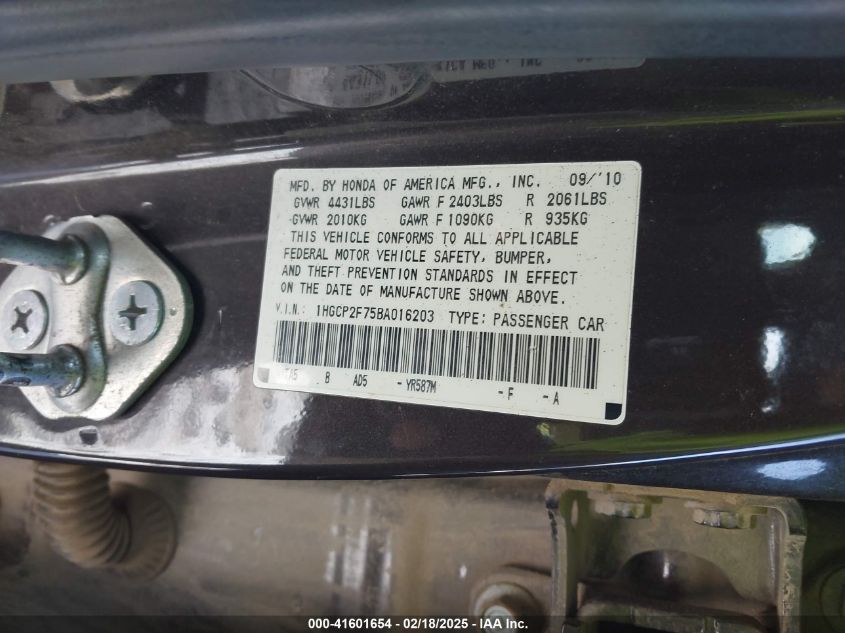 MFD. BY HONDA OF AMERICA MFG., INC. 09/'10
GVWR 4431LBS GAWR F 2403LBS R 2061LBS
GVWR 2010KG GAWR F 1090KG R 935KG
THIS VEHICLE CONFORMS TO ALL APPLICABLE
FEDERAL MOTOR VEHICLE SAFETY, BUMPER,
AND THEFT PREVENTION STANDARDS IN EFFECT
ON THE DATE OF MANUFACTURE SHOWN ABOVE.
V.I.N.: 1HGCP2F75BA016203 TYPE: PASSENGER CAR
B AD5 - YR587M - F - A
000-41601654 / 02/18/2025 - IAA Inc.